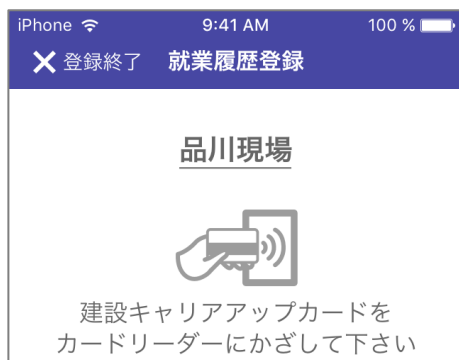 iPhone 9:41 AM 100 %
登録終了 就業履歴登録
品川現場
建設キャリアアップカードを
カードリーダーにかざして下さい